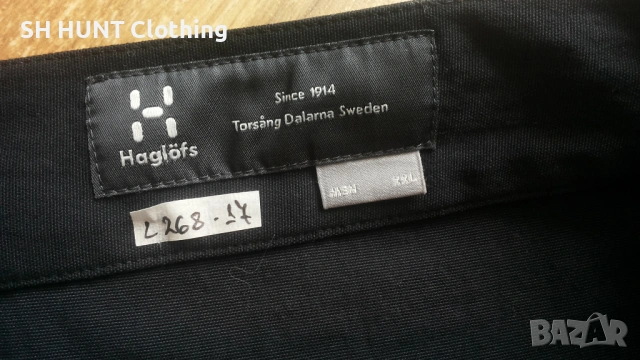 SH HUNT Clothing
Since 1914
Torsång Dalarna Sweden
Haglöfs
MEN XXL
L268-17
BAZAR